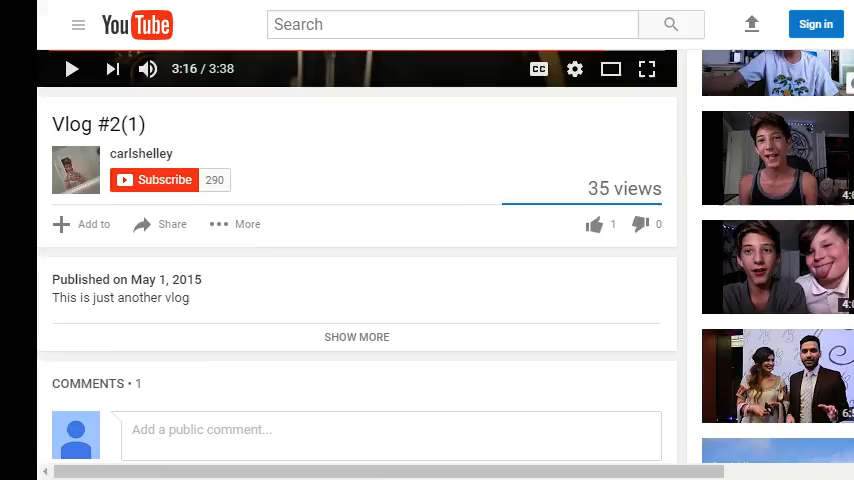 YouTube Search Sign in
3:16 / 3:38 CC
Vlog #2(1)
carlshelley
Subscribe 290
35 views
Add to Share More 1 0
Published on May 1, 2015
This is just another vlog
SHOW MORE
COMMENTS • 1
Add a public comment...